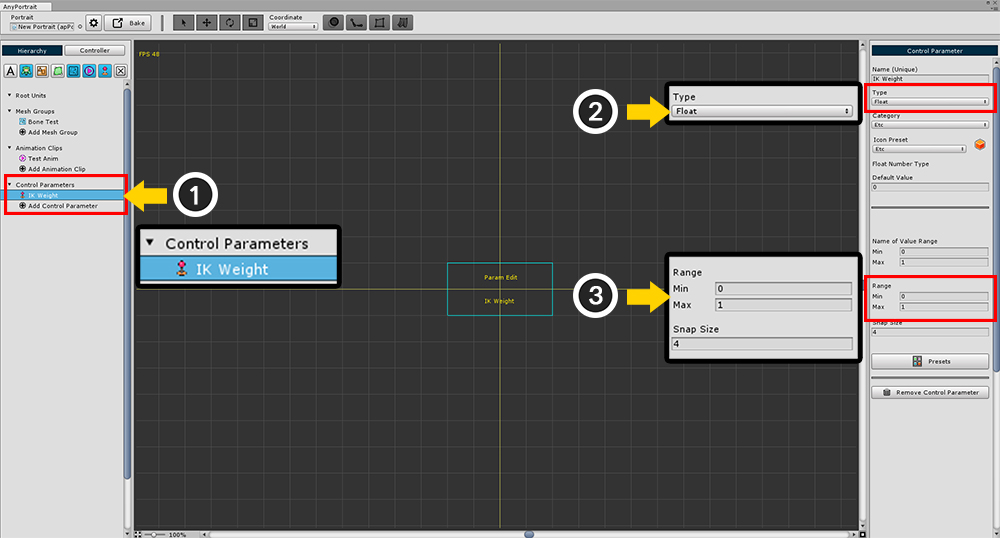 AnyPortrait
Portrait
New Portrait (apPo
Bake
Coordinate
World
Hierarchy
Controller
A
Root Units
Mesh Groups
Bone Test
Add Mesh Group
Animation Clips
Test Anim
Add Animation Clip
Control Parameters
IK Weight
Add Control Parameter
1
Control Parameters
IK Weight
FPS 48
Param Edit
IK Weight
2
Type
Float
3
Range
Min 0
Max 1
Snap Size
4
100%
Control Parameter
Name (Unique)
IK Weight
Type
Float
Category
Etc
Icon Preset
Etc
Float Number Type
Default Value
0
Name of Value Range
Min 0
Max 1
Range
Min 0
Max 1
Snap Size
4
Presets
Remove Control Parameter